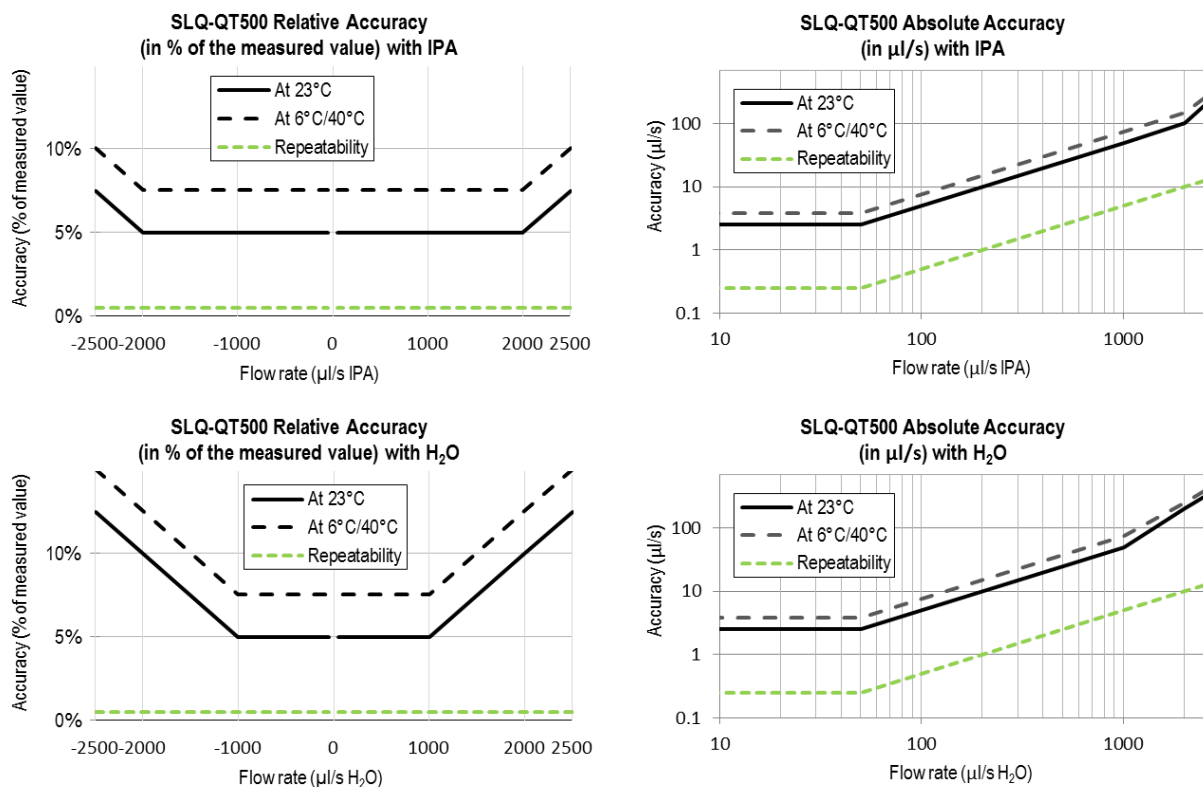 SLQ-QT500 Relative Accuracy
(in % of the measured value) with IPA
At 23°C
At 6°C/40°C
Repeatability
10%
5%
0%
Accuracy (% of measured value)
-2500 -2000 -1000 0 1000 2000 2500
Flow rate (µl/s IPA)
SLQ-QT500 Absolute Accuracy
(in µl/s) with IPA
At 23°C
At 6°C/40°C
Repeatability
100
10
1
0.1
Accuracy (µl/s)
10 100 1000
Flow rate (µl/s IPA)
SLQ-QT500 Relative Accuracy
(in % of the measured value) with H₂O
At 23°C
At 6°C/40°C
Repeatability
10%
5%
0%
Accuracy (% of measured value)
-2500 -2000 -1000 0 1000 2000 2500
Flow rate (µl/s H₂O)
SLQ-QT500 Absolute Accuracy
(in µl/s) with H₂O
At 23°C
At 6°C/40°C
Repeatability
100
10
1
0.1
Accuracy (µl/s)
10 100 1000
Flow rate (µl/s H₂O)